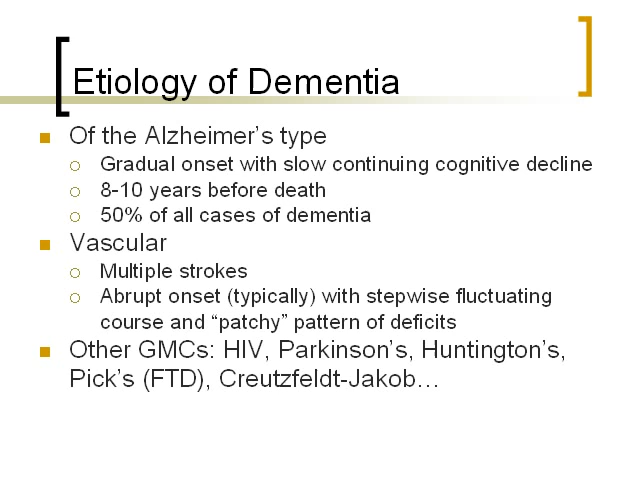 Etiology of Dementia
Of the Alzheimer’s type
Gradual onset with slow continuing cognitive decline
8-10 years before death
50% of all cases of dementia
Vascular
Multiple strokes
Abrupt onset (typically) with stepwise fluctuating
course and “patchy” pattern of deficits
Other GMCs: HIV, Parkinson’s, Huntington’s,
Pick’s (FTD), Creutzfeldt-Jakob…